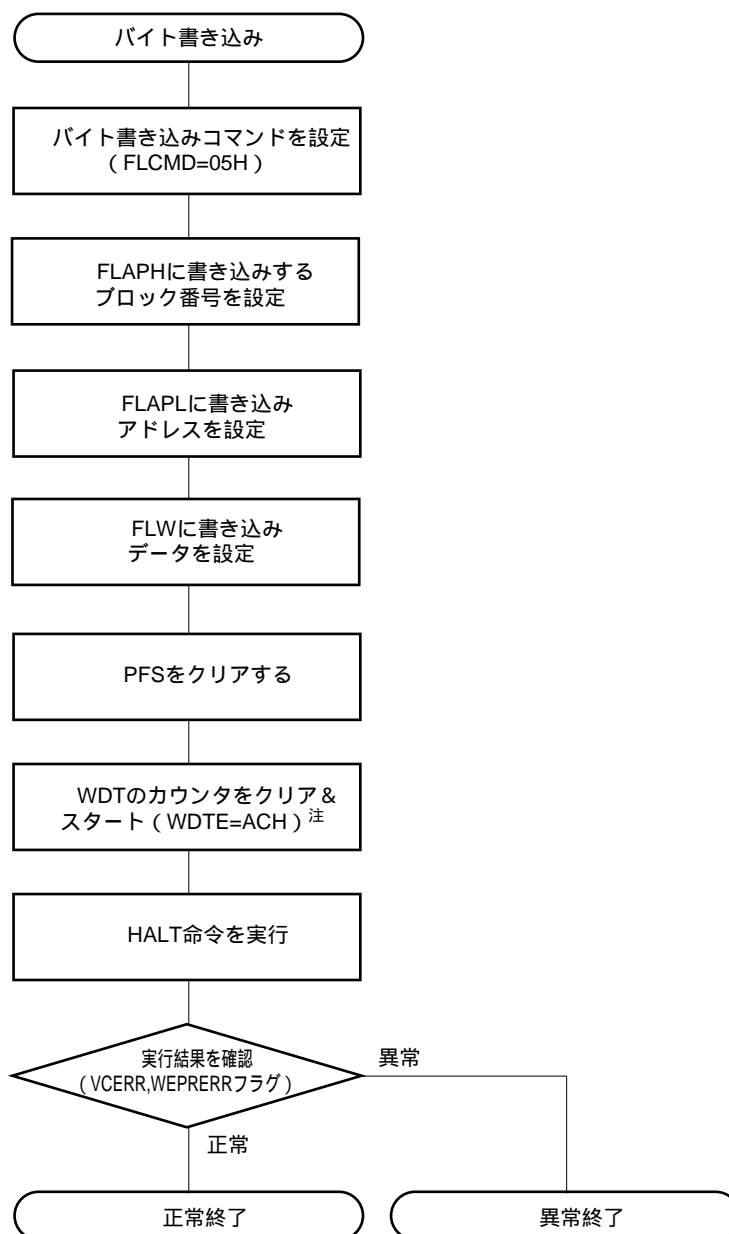 バイト書き込み
バイト書き込みコマンドを設定
（FLCMD=05H）
FLAPHに書き込みする
ブロック番号を設定
FLAPLに書き込み
アドレスを設定
FLWに書き込み
データを設定
PFSをクリアする
WDTのカウンタをクリア＆
スタート（WDTE=ACH）注
HALT命令を実行
実行結果を確認
（VCERR,WEPRERRフラグ）
異常
正常
正常終了
異常終了